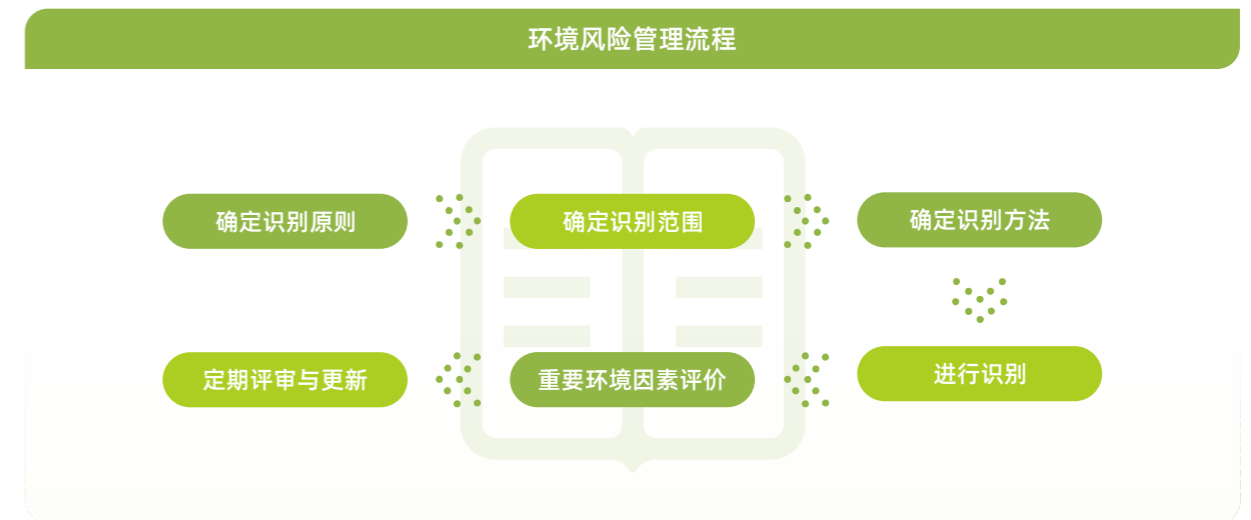 环境风险管理流程
确定识别原则
确定识别范围
确定识别方法
进行识别
重要环境因素评价
定期评审与更新